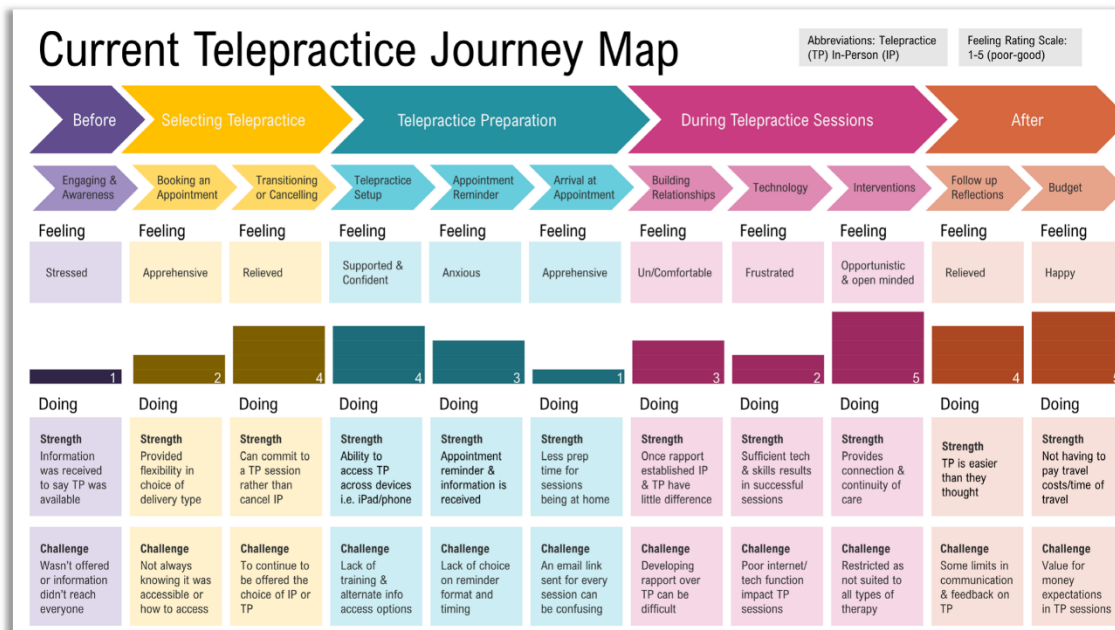 Current Telepractice Journey Map
Abbreviations: Telepractice
(TP) In-Person (IP)
Feeling Rating Scale:
1-5 (poor-good)
Before
Selecting Telepractice
Telepractice Preparation
During Telepractice Sessions
After
Engaging &
Awareness
Booking an
Appointment
Transitioning
or Cancelling
Telepractice
Setup
Appointment
Reminder
Arrival at
Appointment
Building
Relationships
Technology
Interventions
Follow up
Reflections
Budget
Feeling
Feeling
Feeling
Feeling
Feeling
Feeling
Feeling
Feeling
Feeling
Feeling
Feeling
Stressed
Apprehensive
Relieved
Supported &
Confident
Anxious
Apprehensive
Un/Comfortable
Frustrated
Opportunistic
& open minded
Relieved
Happy
1
2
4
4
3
1
3
2
5
4
5
Doing
Doing
Doing
Doing
Doing
Doing
Doing
Doing
Doing
Doing
Doing
Strength
Information
was received
to say TP was
available
Strength
Provided
flexibility in
choice of
delivery type
Strength
Can commit to
a TP session
rather than
cancel IP
Strength
Ability to
access TP
across devices
i.e. iPad/phone
Strength
Appointment
reminder &
information is
received
Strength
Less prep
time for
sessions
being at home
Strength
Once rapport
established IP
& TP have
little difference
Strength
Sufficient tech
& skills results
in successful
sessions
Strength
Provides
connection &
continuity of
care
Strength
TP is easier
than they
thought
Strength
Not having to
pay travel
costs/time of
travel
Challenge
Wasn't offered
or information
didn't reach
everyone
Challenge
Not always
knowing it was
accessible or
how to access
Challenge
To continue to
be offered the
choice of IP or
TP
Challenge
Lack of
training &
alternate info
access options
Challenge
Lack of choice
on reminder
format and
timing
Challenge
An email link
sent for every
session can
be confusing
Challenge
Developing
rapport over
TP can be
difficult
Challenge
Poor internet/
tech function
impact TP
sessions
Challenge
Restricted as
not suited to
all types of
therapy
Challenge
Some limits in
communication
& feedback on
TP
Challenge
Value for
money
expectations
in TP sessions